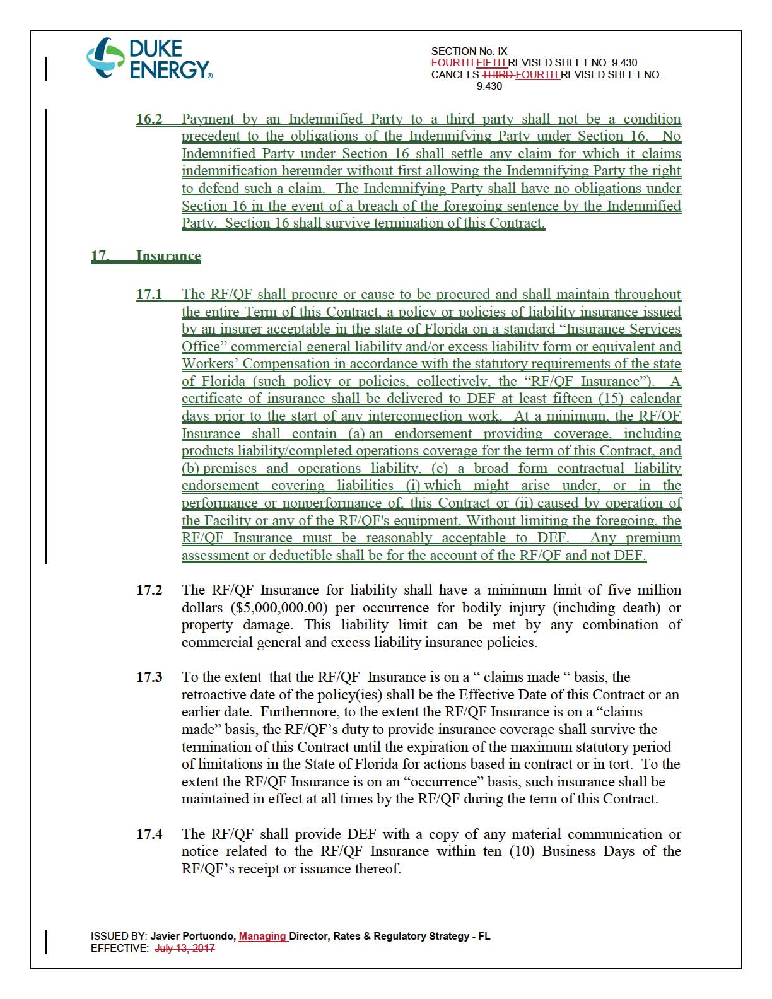 DUKE
ENERGY®
SECTION No. IX
FOURTH FIFTH REVISED SHEET NO. 9.430
CANCELS THIRD FOURTH REVISED SHEET NO.
9.430
16.2 Payment by an Indemnified Party to a third party shall not be a condition
precedent to the obligations of the Indemnifying Party under Section 16.  No
Indemnified Party under Section 16 shall settle any claim for which it claims
indemnification hereunder without first allowing the Indemnifying Party the right
to defend such a claim.  The Indemnifying Party shall have no obligations under
Section 16 in the event of a breach of the foregoing sentence by the Indemnified
Party.  Section 16 shall survive termination of this Contract.
17. Insurance
17.1 The RF/QF shall procure or cause to be procured and shall maintain throughout
the entire Term of this Contract, a policy or policies of liability insurance issued
by an insurer acceptable in the state of Florida on a standard “Insurance Services
Office” commercial general liability and/or excess liability form or equivalent and
Workers’ Compensation in accordance with the statutory requirements of the state
of Florida (such policy or policies, collectively, the “RF/QF Insurance”).  A
certificate of insurance shall be delivered to DEF at least fifteen (15) calendar
days prior to the start of any interconnection work.  At a minimum, the RF/QF
Insurance shall contain (a) an endorsement providing coverage, including
products liability/completed operations coverage for the term of this Contract, and
(b) premises and operations liability, (c) a broad form contractual liability
endorsement covering liabilities (i) which might arise under, or in the
performance or nonperformance of, this Contract or (ii) caused by operation of
the Facility or any of the RF/QF's equipment. Without limiting the foregoing, the
RF/QF Insurance must be reasonably acceptable to DEF.  Any premium
assessment or deductible shall be for the account of the RF/QF and not DEF.
17.2 The RF/QF Insurance for liability shall have a minimum limit of five million
dollars ($5,000,000.00) per occurrence for bodily injury (including death) or
property damage. This liability limit can be met by any combination of
commercial general and excess liability insurance policies.
17.3 To the extent  that the RF/QF  Insurance is on a “ claims made “ basis, the
retroactive date of the policy(ies) shall be the Effective Date of this Contract or an
earlier date.  Furthermore, to the extent the RF/QF Insurance is on a “claims
made” basis, the RF/QF’s duty to provide insurance coverage shall survive the
termination of this Contract until the expiration of the maximum statutory period
of limitations in the State of Florida for actions based in contract or in tort.  To the
extent the RF/QF Insurance is on an “occurrence” basis, such insurance shall be
maintained in effect at all times by the RF/QF during the term of this Contract.
17.4 The RF/QF shall provide DEF with a copy of any material communication or
notice related to the RF/QF Insurance within ten (10) Business Days of the
RF/QF’s receipt or issuance thereof.
ISSUED BY: Javier Portuondo, Managing Director, Rates & Regulatory Strategy - FL
EFFECTIVE:  July 13, 2017